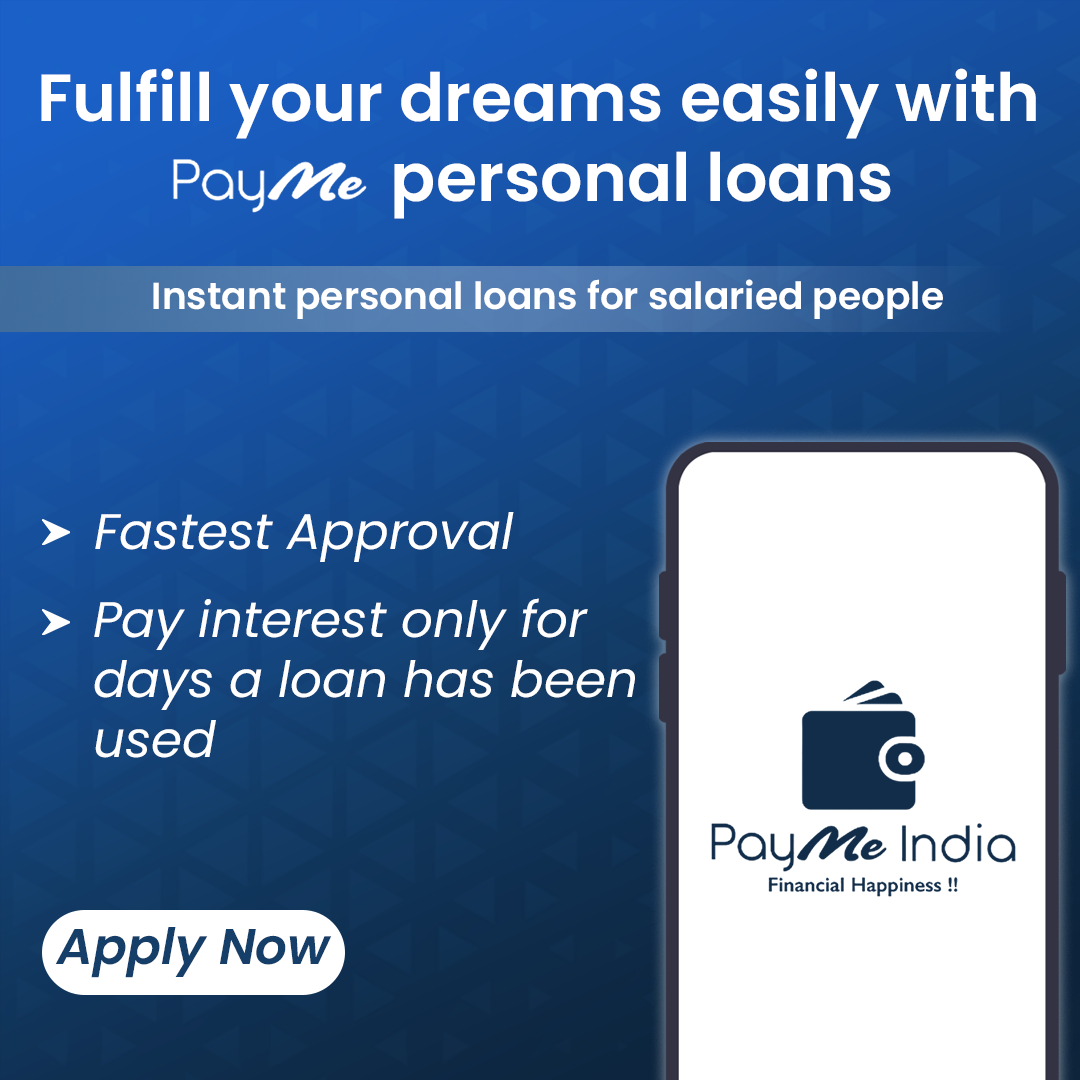 Fulfill your dreams easily with
PayMe personal loans
Instant personal loans for salaried people
➤ Fastest Approval
➤ Pay interest only for
days a loan has been
used
PayMe India
Financial Happiness !!
Apply Now